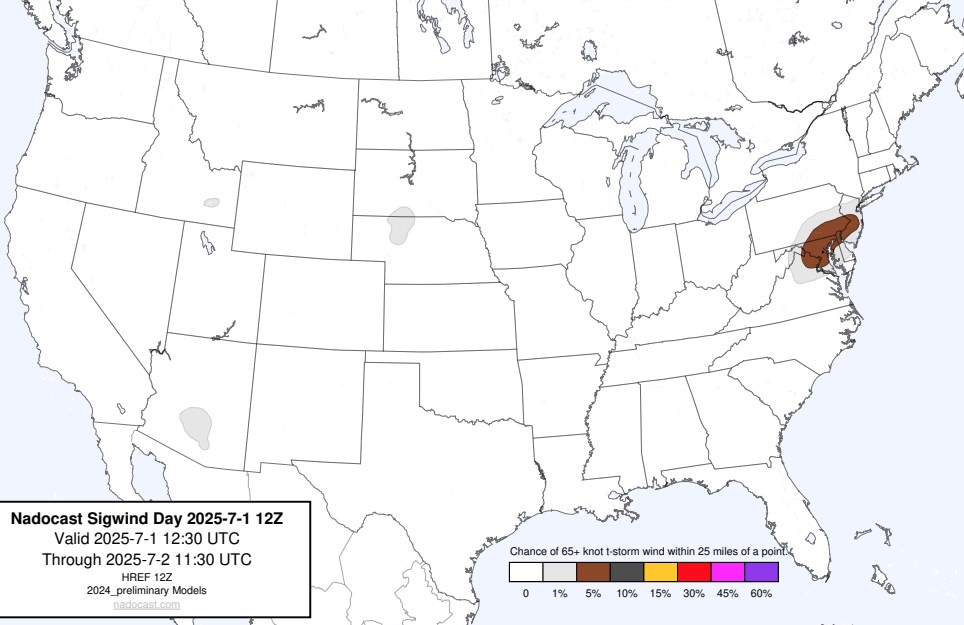 Nadocast Sigwind Day 2025-7-1 12Z
Valid 2025-7-1 12:30 UTC
Through 2025-7-2 11:30 UTC
HREF 12Z
2024_preliminary Models
nadocast.com
Chance of 65+ knot t-storm wind within 25 miles of a point.
0 1% 5% 10% 15% 30% 45% 60%